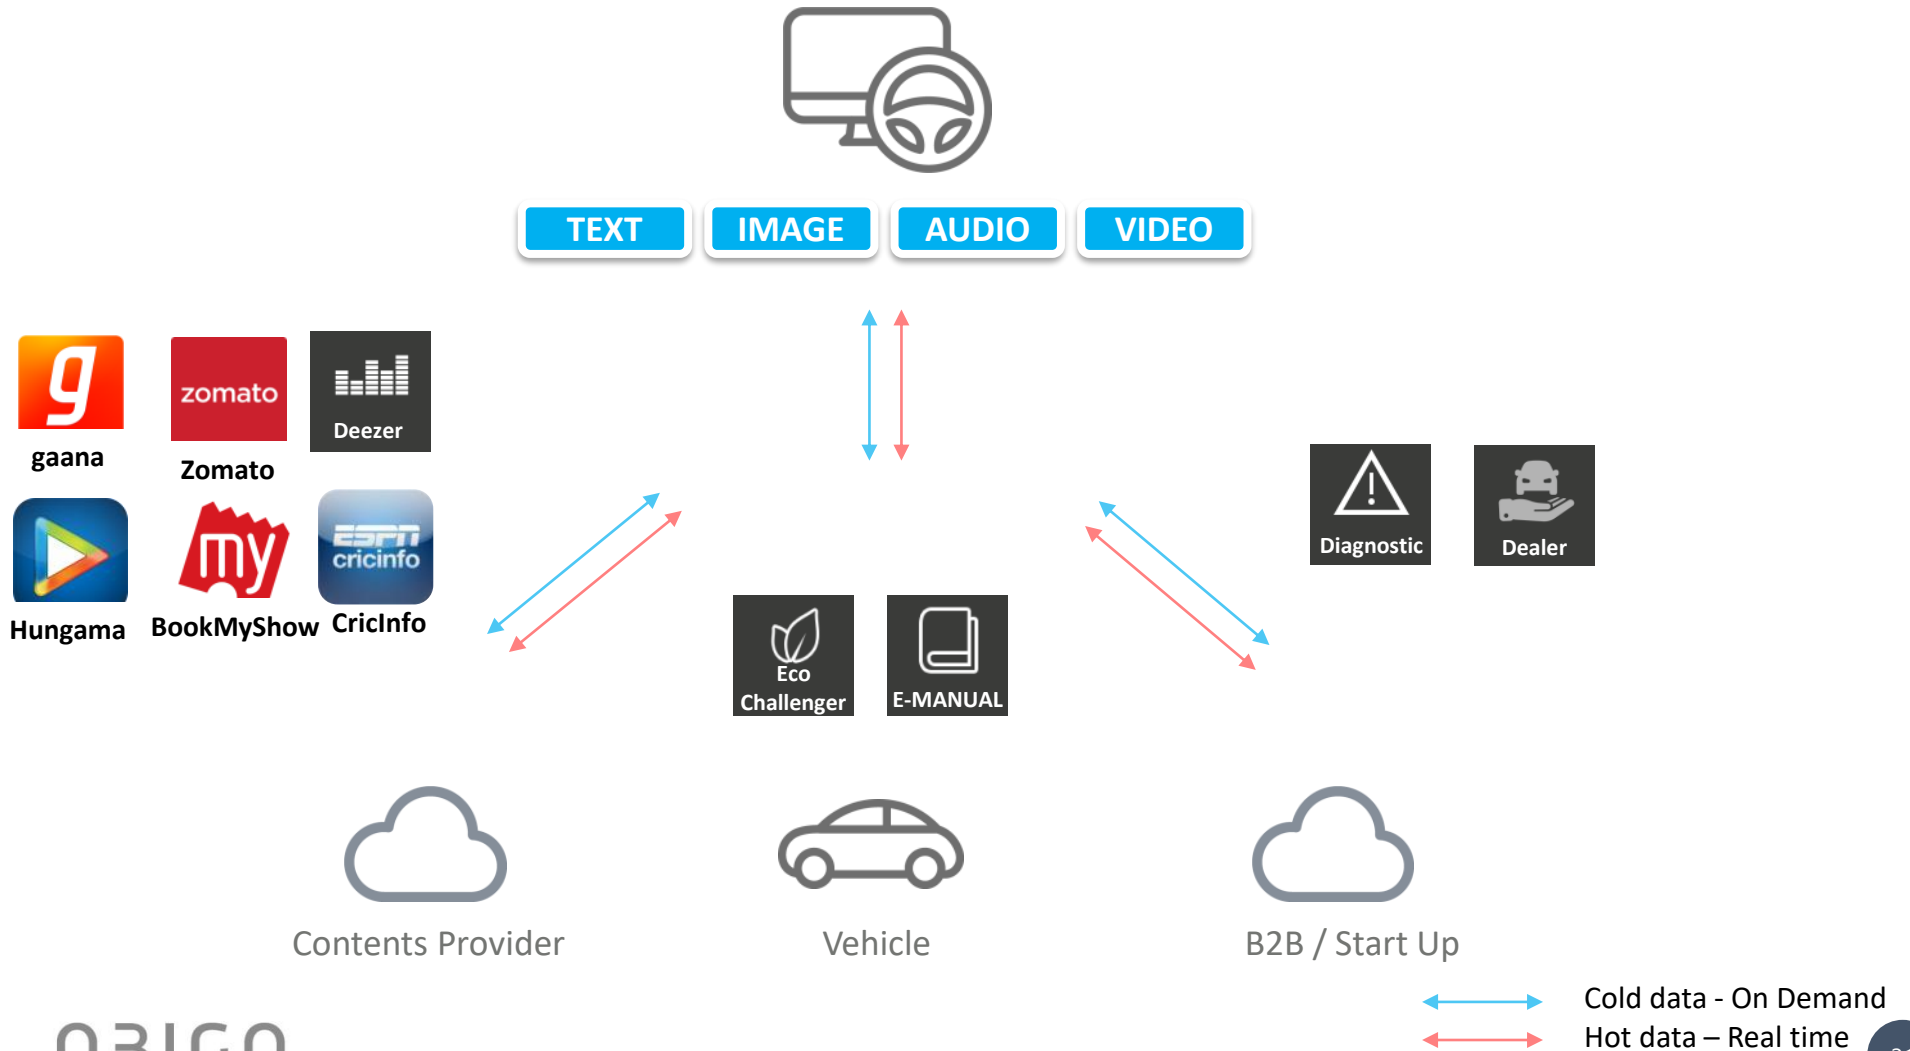 TEXT IMAGE AUDIO VIDEO
g
zomato
Deezer
gaana
Zomato
my
ESPN
cricinfo
Hungama
BookMyShow
CricInfo
Diagnostic
Dealer
Eco
Challenger
E-MANUAL
Contents Provider
Vehicle
B2B / Start Up
Cold data - On Demand
Hot data – Real time